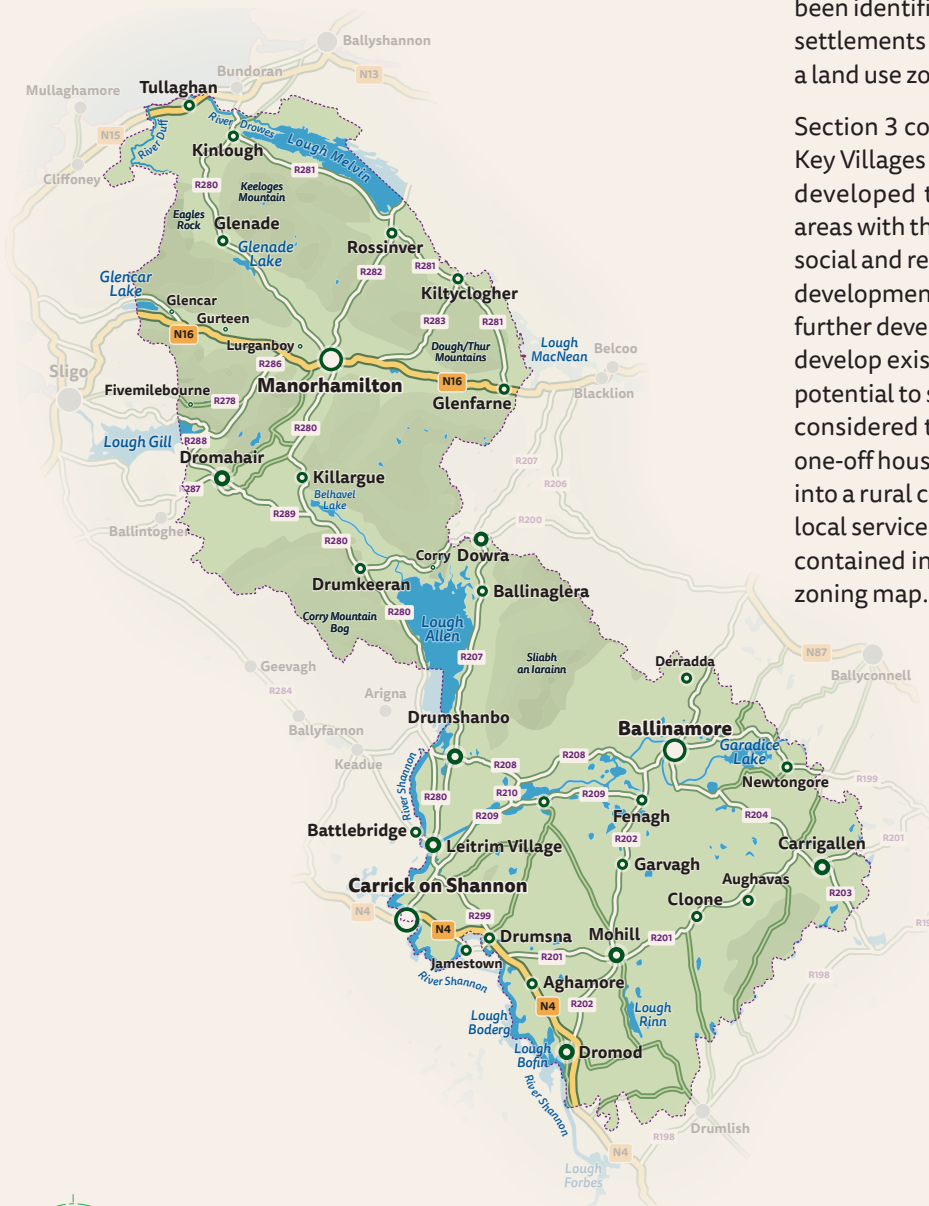 been identifi
settlements
a land use zo
Section 3 co
Key Villages
developed t
areas with th
social and re
developmen
further deve
develop exis
potential to s
considered t
one-off hous
into a rural c
local service
contained in
zoning map.
Ballyshannon
Bundoran
N13
Mullaghamore
Tullaghan
N15
River Duff
River Drowes
Lough Melvin
Kinlough
Cliffoney
R281
R280
Keeloges
Mountain
Eagles
Rock
Glenade
Glenade
Lake
Rossinver
R282
R281
Kiltyclogher
Glencar
Lake
Glencar
Gurteen
N16
Lurganboy
R283
R281
Dough/Thur
Mountains
Lough
MacNean
Belcoo
Blacklion
R286
Manorhamilton
N16
Glenfarne
Sligo
Fivemilebourne
R278
R280
Lough Gill
R288
Dromahair
R287
Killargue
R207
R206
Belhavel
Lake
R289
R200
Ballintogher
R280
Corry
Dowra
Drumkeeran
Ballinaglera
R280
Corry Mountain
Bog
Lough
Allen
R207
Sliabh
an Iarainn
Geevagh
R284
Arigna
Derradda
N87
Ballyconnell
Drumshanbo
Ballyfarnon
Keadue
Ballinamore
Garadice
Lake
Newtongore
R199
R208
R208
R210
R209
R209
River Shannon
R280
Fenagh
R204
Battlebridge
Leitrim Village
R202
Garvagh
Carrigallen
R201
R203
Aughavas
Cloone
Carrick on Shannon
N4
N4
R299
Drumsna
Mohill
R201
R201
Jamestown
River Shannon
Aghamore
N4
R202
R198
Lough
Rinn
Lough
Boderg
Lough
Bofin
Dromod
River Shannon
Drumlish
R198
N4
Lough
Forbes